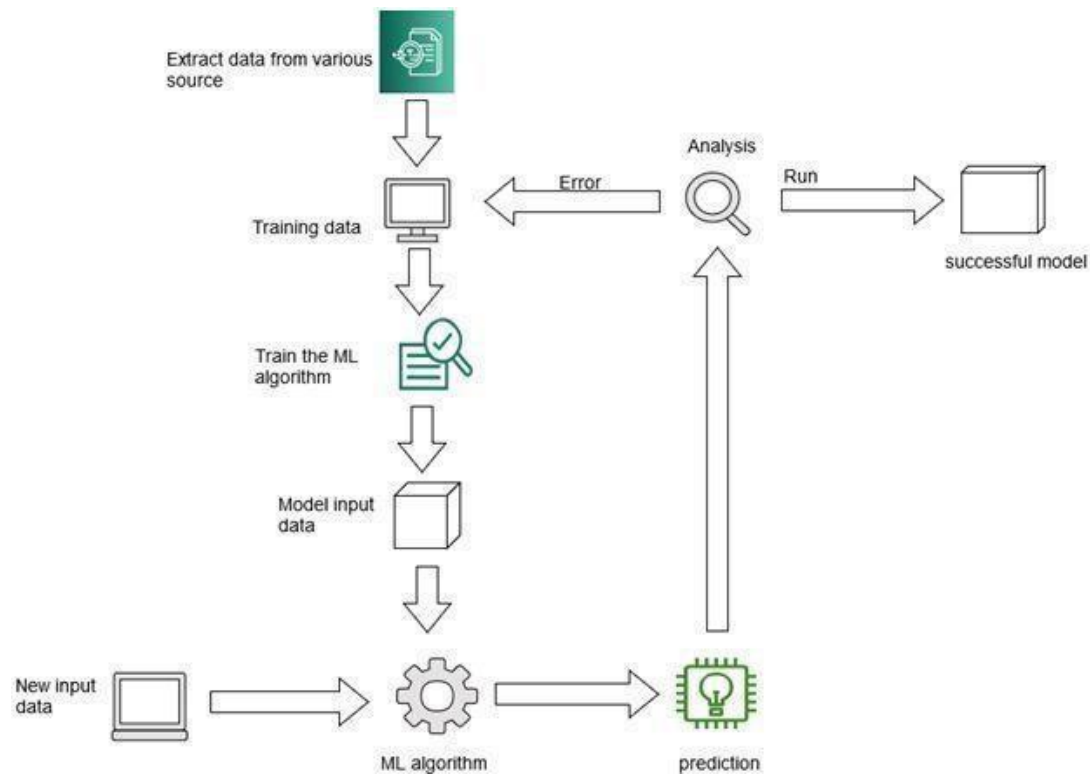 Extract data from various
source
Analysis
Error
Run
Training data
successful model
Train the ML
algorithm
Model input
data
New input
data
ML algorithm
prediction